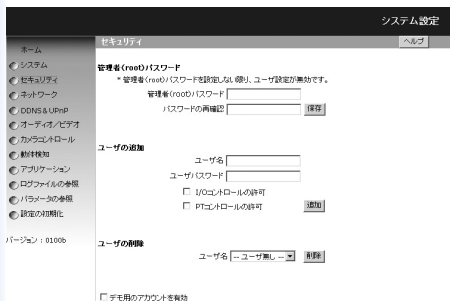 システム設定
セキュリティ
ヘルプ
ホーム
システム
セキュリティ
ネットワーク
DDNS & UPnP
オーディオ/ビデオ
カメラコントロール
動体検知
アプリケーション
ログファイルの参照
パラメータの参照
設定の初期化
バージョン : 0100b
管理者(root)パスワード
* 管理者(root)パスワードを設定しない限り、ユーザ設定が無効です。
管理者(root)パスワード
パスワードの再確認
保存
ユーザの追加
ユーザ名
ユーザパスワード
I/Oコントロールの許可
PTコントロールの許可
追加
ユーザの削除
ユーザ名 -- ユーザ無し -- 削除
デモ用のアカウントを有効